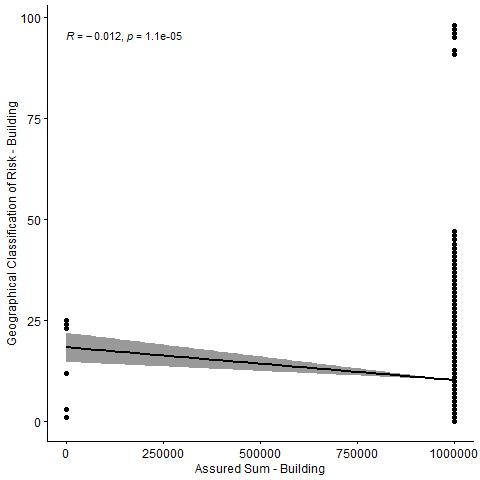 R = − 0.012, p = 1.1e-05
Geographical Classification of Risk - Building
100
75
50
25
0
0 250000 500000 750000 1000000
Assured Sum - Building